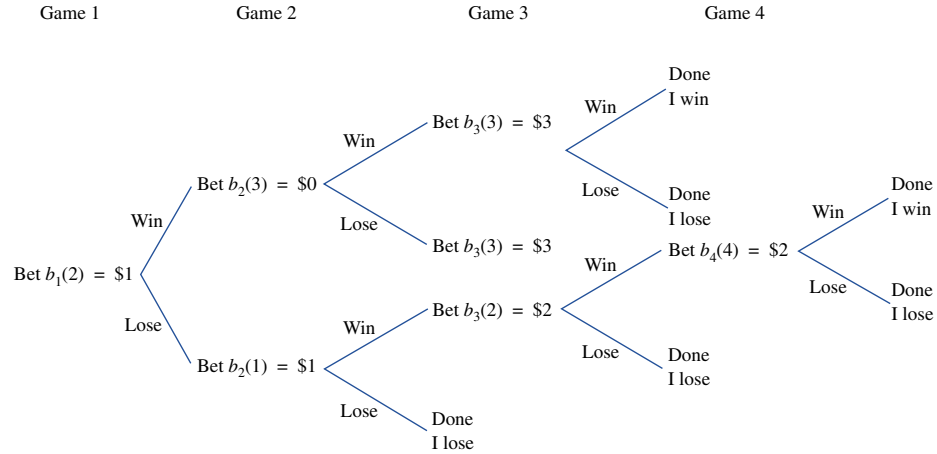 Game 1 Game 2 Game 3 Game 4
Done
I win
Win
Bet b₃(3) = $3
Win
Lose
Done
I lose
Bet b₂(3) = $0
Done
I win
Win
Win
Lose
Bet b₃(3) = $3
Bet b₄(4) = $2
Win
Bet b₁(2) = $1
Lose
Done
I lose
Lose
Win
Bet b₃(2) = $2
Lose
Done
I lose
Bet b₂(1) = $1
Lose
Done
I lose